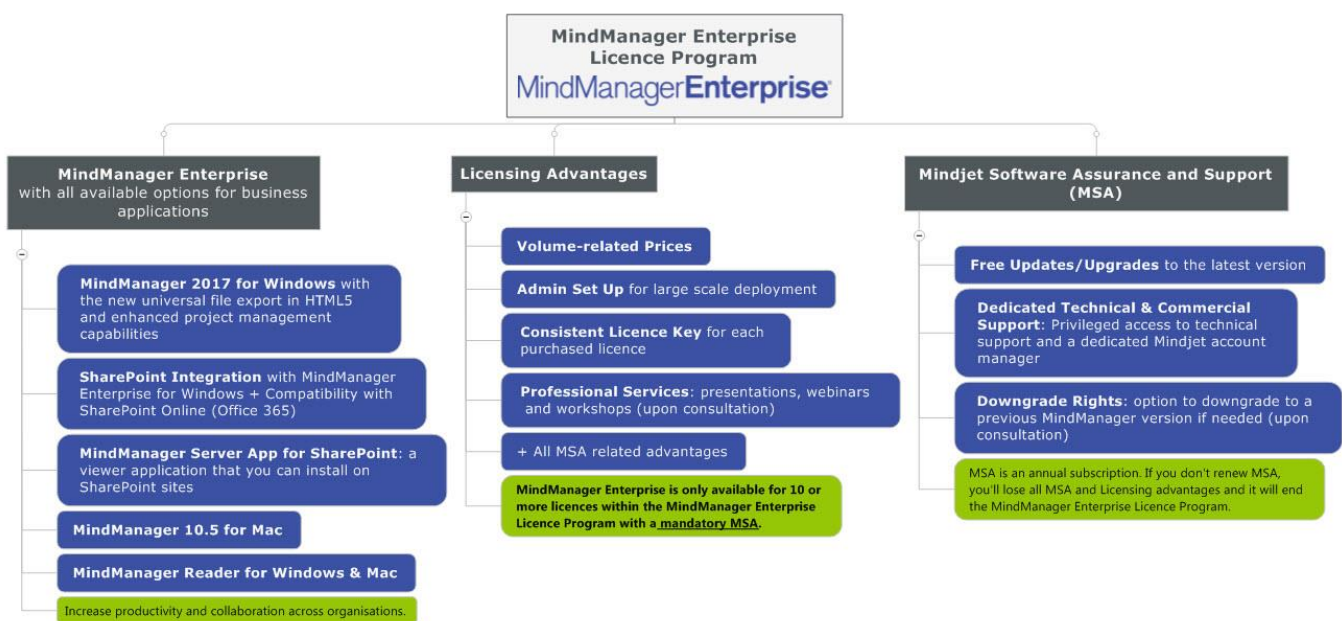 MindManager Enterprise
Licence Program
MindManagerEnterprise®
MindManager Enterprise
with all available options for business
applications
MindManager 2017 for Windows with
the new universal file export in HTML5
and enhanced project management
capabilities
SharePoint Integration with MindManager
Enterprise for Windows + Compatibility with
SharePoint Online (Office 365)
MindManager Server App for SharePoint: a
viewer application that you can install on
SharePoint sites
MindManager 10.5 for Mac
MindManager Reader for Windows & Mac
Increase productivity and collaboration across organisations.
Licensing Advantages
Volume-related Prices
Admin Set Up for large scale deployment
Consistent Licence Key for each
purchased licence
Professional Services: presentations, webinars
and workshops (upon consultation)
+ All MSA related advantages
MindManager Enterprise is only available for 10 or
more licences within the MindManager Enterprise
Licence Program with a mandatory MSA.
Mindjet Software Assurance and Support
(MSA)
Free Updates/Upgrades to the latest version
Dedicated Technical & Commercial
Support: Privileged access to technical
support and a dedicated Mindjet account
manager
Downgrade Rights: option to downgrade to a
previous MindManager version if needed (upon
consultation)
MSA is an annual subscription. If you don't renew MSA,
you'll lose all MSA and Licensing advantages and it will end
the MindManager Enterprise Licence Program.